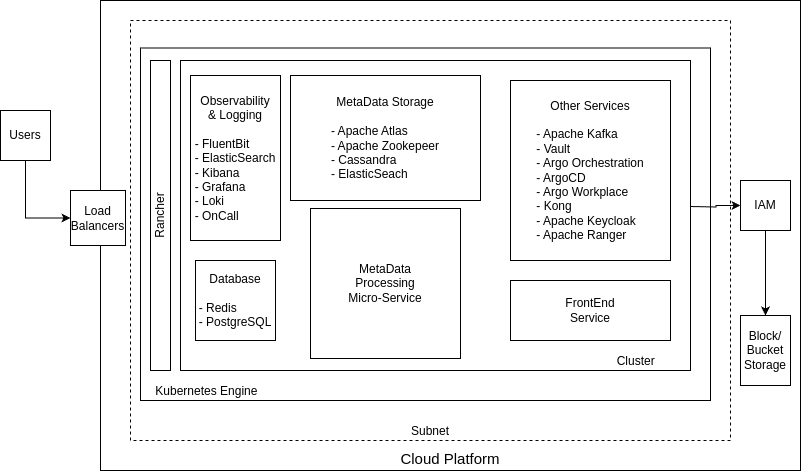 Users
Load
Balancers
Rancher
Observability
& Logging
- FluentBit
- ElasticSearch
- Kibana
- Grafana
- Loki
- OnCall
MetaData Storage
- Apache Atlas
- Apache Zookepeer
- Cassandra
- ElasticSeach
Other Services
- Apache Kafka
- Vault
- Argo Orchestration
- ArgoCD
- Argo Workplace
- Kong
- Apache Keycloak
- Apache Ranger
Database
- Redis
- PostgreSQL
MetaData
Processing
Micro-Service
FrontEnd
Service
Cluster
Kubernetes Engine
Subnet
Cloud Platform
IAM
Block/
Bucket
Storage